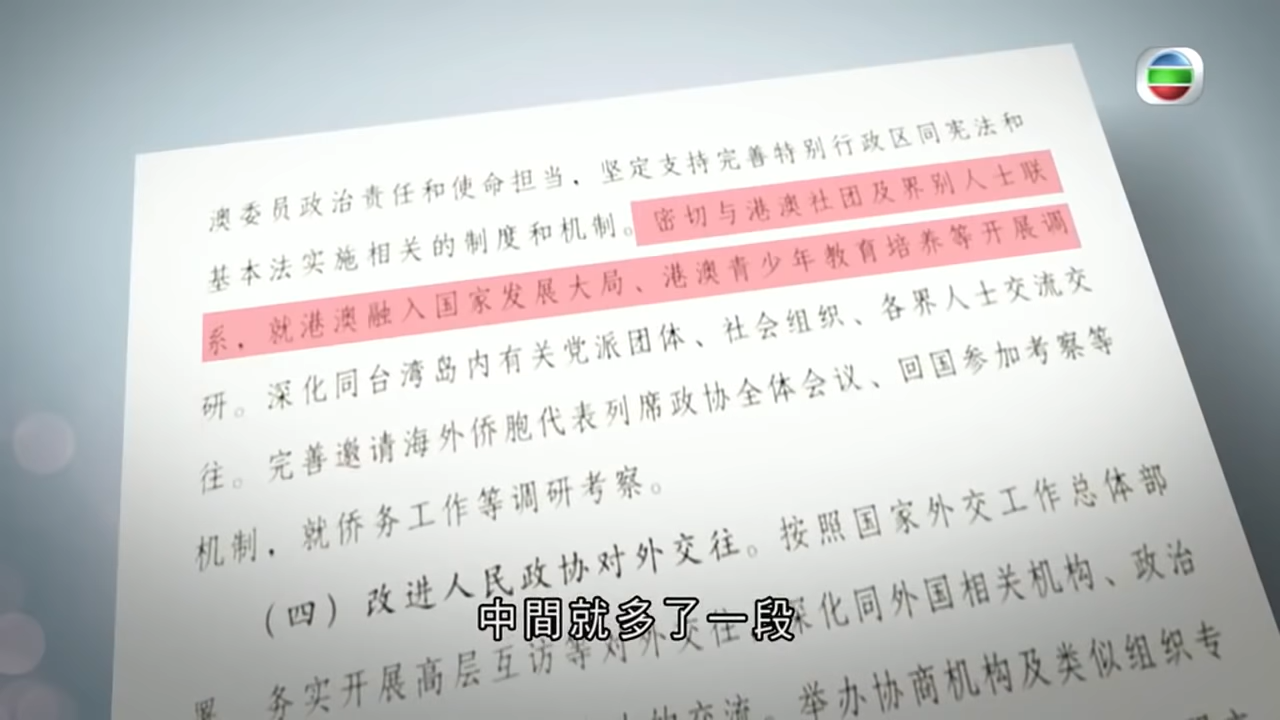 澳委员政治责任和使命担当，坚定支持完善特别行政区同宪法和
基本法实施相关的制度和机制。密切与港澳社团及界别人士联
系，就港澳融入国家发展大局、港澳青少年教育培养等开展调
研。深化同台湾岛内有关党派团体、社会组织、各界人士交流交
往。完善邀请海外侨胞代表列席政协全体会议、回国参加考察等
机制，就侨务工作等调研考察。
（四）改进人民政协对外交往。按照国家外交工作总体部
署，务实开展高层互访等对外交往，深化同外国相关机构、政治
的交流。举办协商机构及类似组织专
中間就多了一段